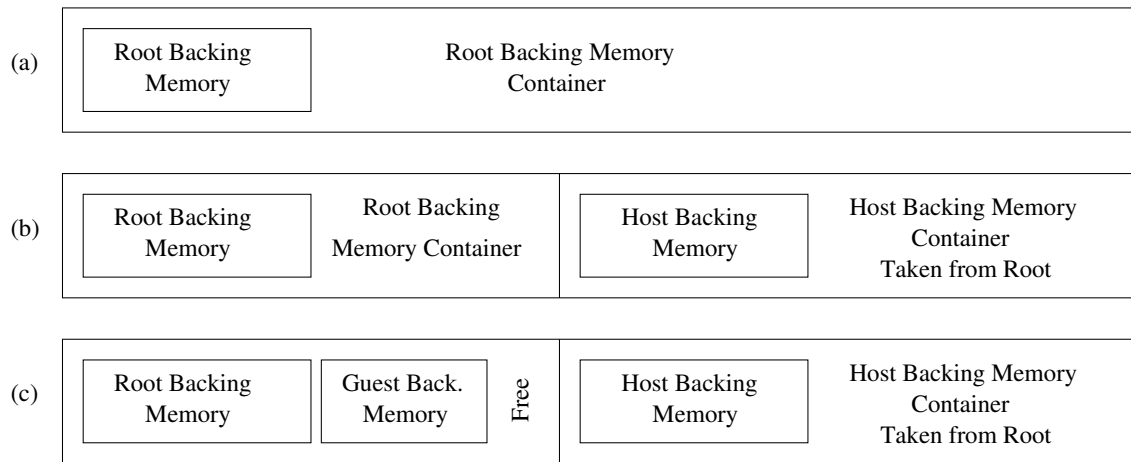 (a)
Root Backing
Memory
Root Backing Memory
Container
(b)
Root Backing
Memory
Root Backing
Memory Container
Host Backing
Memory
Host Backing Memory
Container
Taken from Root
(c)
Root Backing
Memory
Guest Back.
Memory
Free
Host Backing
Memory
Host Backing Memory
Container
Taken from Root